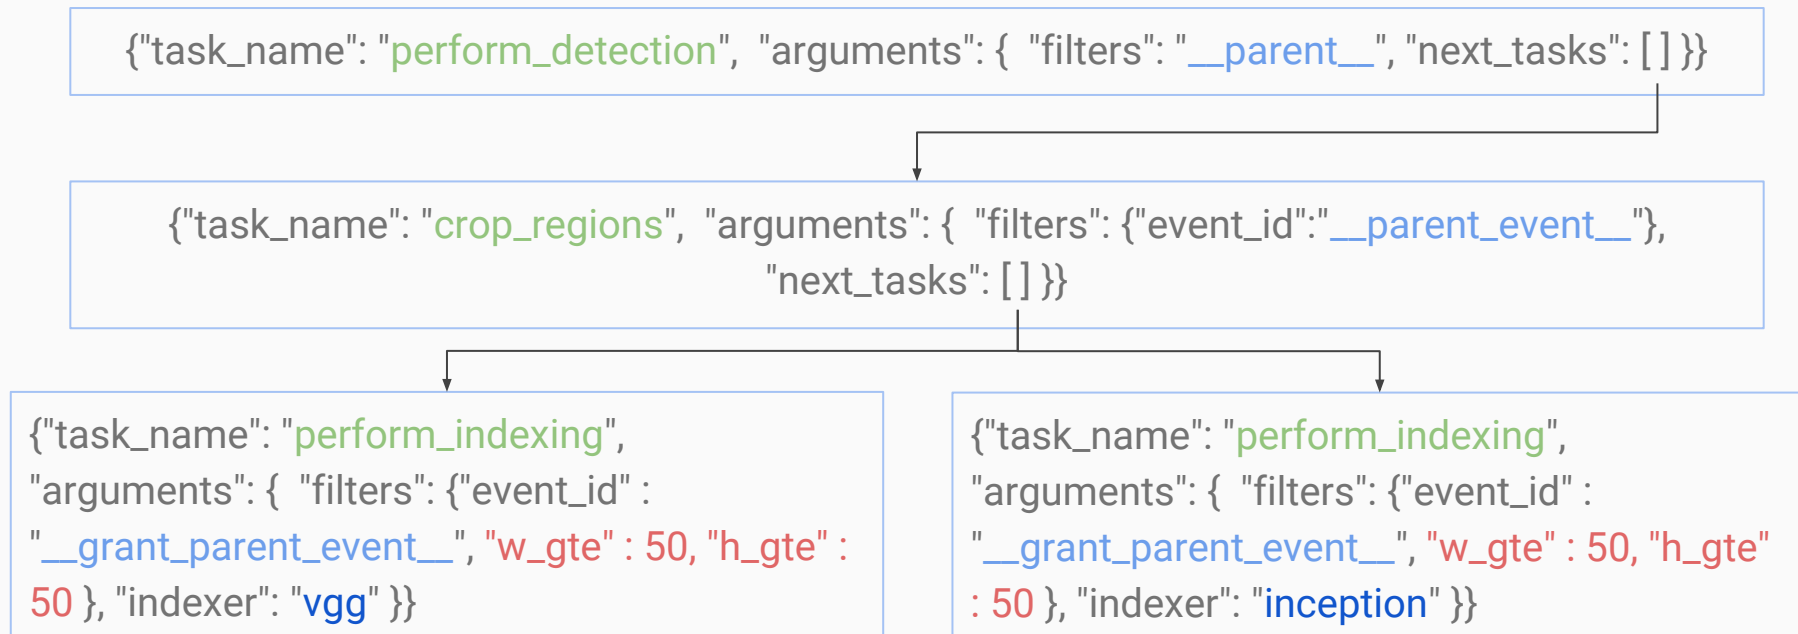 {"task_name": "perform_detection", "arguments": { "filters": "__parent__", "next_tasks": [ ] }}
{"task_name": "crop_regions", "arguments": { "filters": {"event_id":"__parent_event__"},
"next_tasks": [ ] }}
{"task_name": "perform_indexing",
"arguments": { "filters": {"event_id" :
"__grant_parent_event__", "w_gte" : 50, "h_gte" :
50 }, "indexer": "vgg" }}
{"task_name": "perform_indexing",
"arguments": { "filters": {"event_id" :
"__grant_parent_event__", "w_gte" : 50, "h_gte"
: 50 }, "indexer": "inception" }}